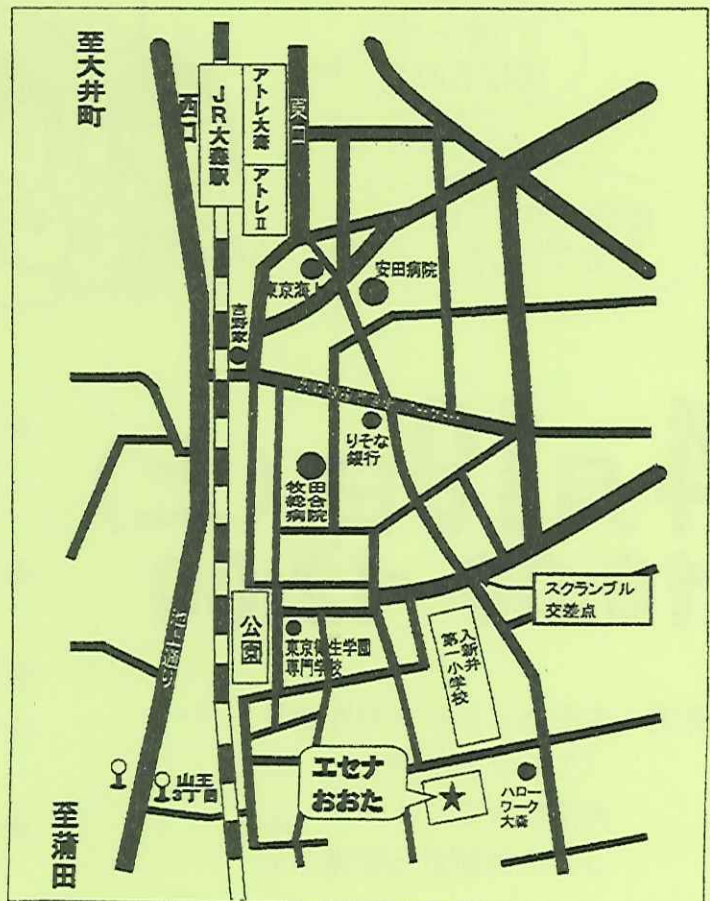 至大井町
西口
JR大森駅
アトレ大森
アトレⅡ
東口
東京海上
安田病院
吉野家
りそな
銀行
牧田
総合
病院
スクランブル
交差点
公園
東京衛生学園
専門学校
入新井
第一小学校
エセナ
おおた
山王
3丁目
ハロー
ワーク
大森
至蒲田